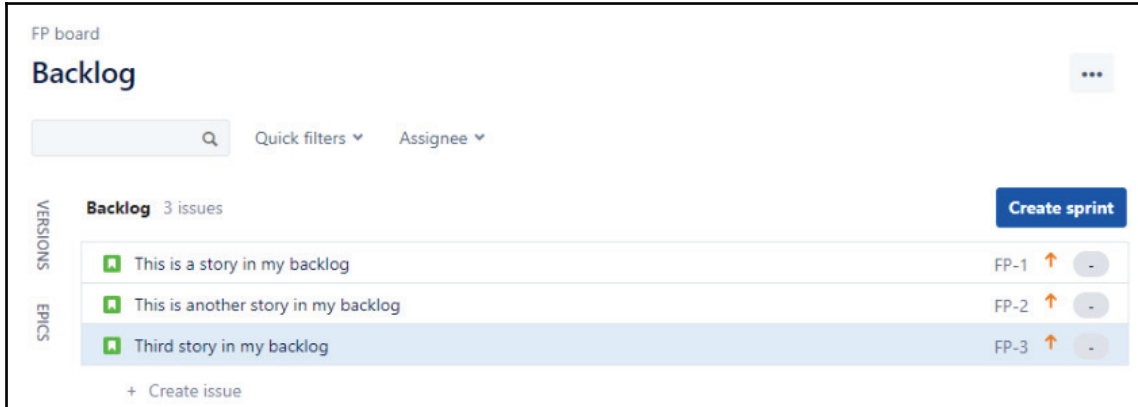 FP board
Backlog
Quick filters Assignee
VERSIONS
EPICS
Backlog 3 issues Create sprint
This is a story in my backlog FP-1 -
This is another story in my backlog FP-2 -
Third story in my backlog FP-3 -
+ Create issue